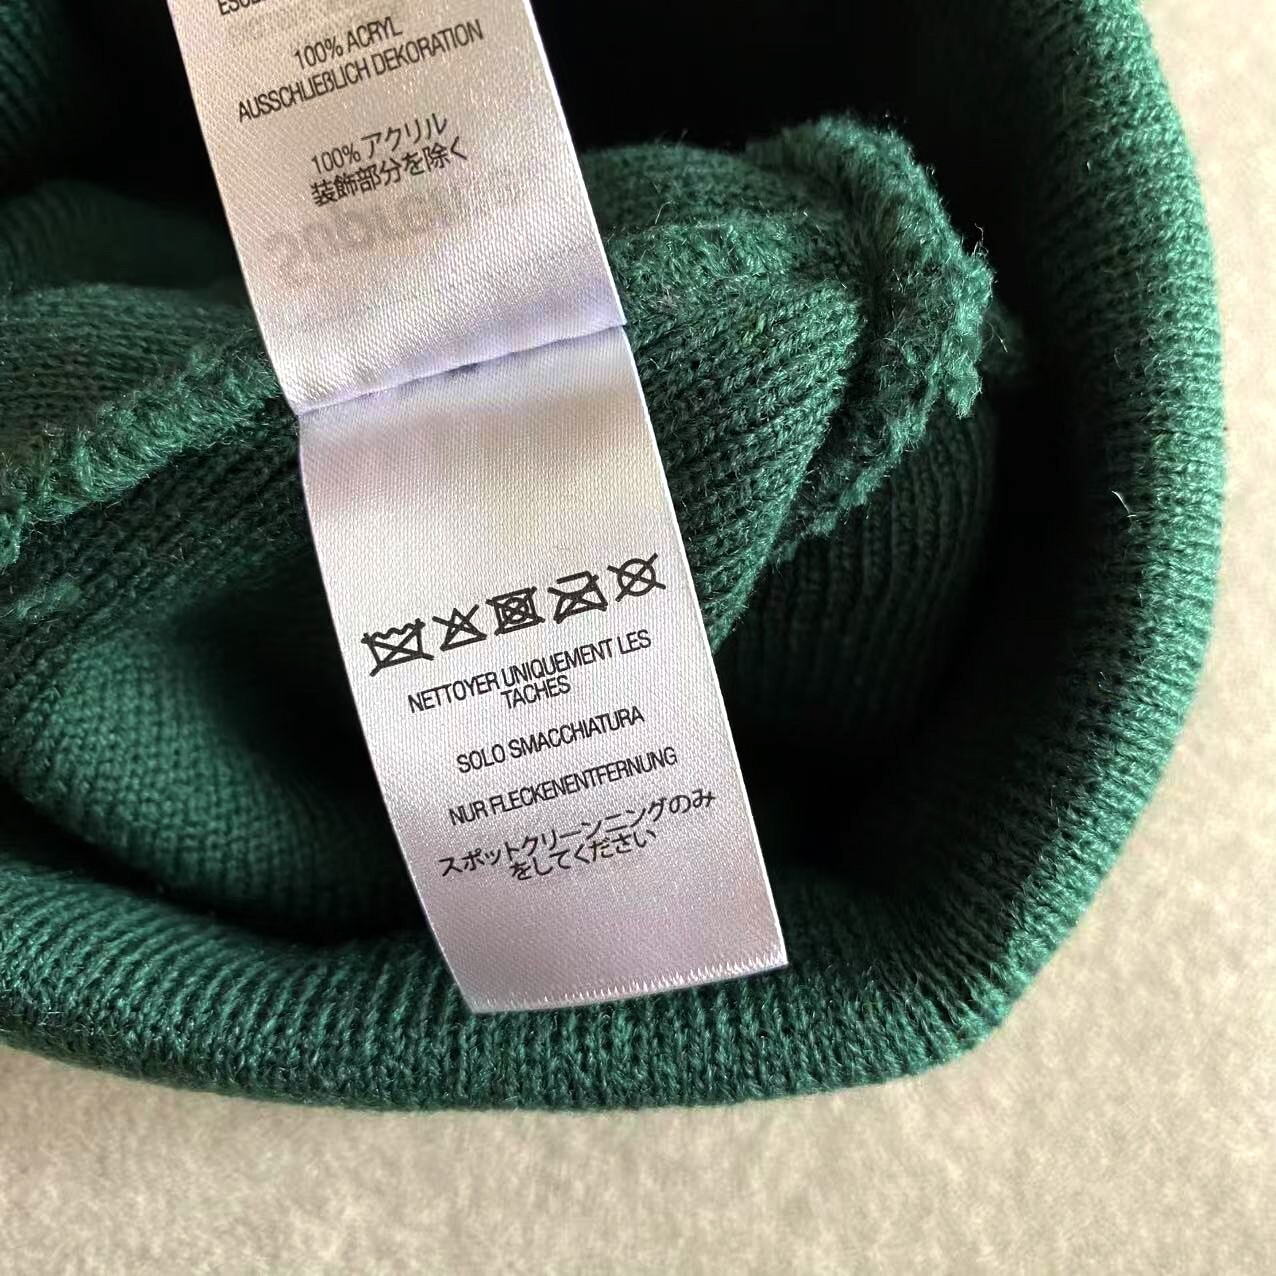 100% ACRYL
AUSSCHLIEßLICH DEKORATION
100% アクリル
装飾部分を除く
NETTOYER UNIQUEMENT LES
TACHES
SOLO SMACCHIATURA
NUR FLECKENENTFERNUNG
スポットクリーンニングのみ
をしてください